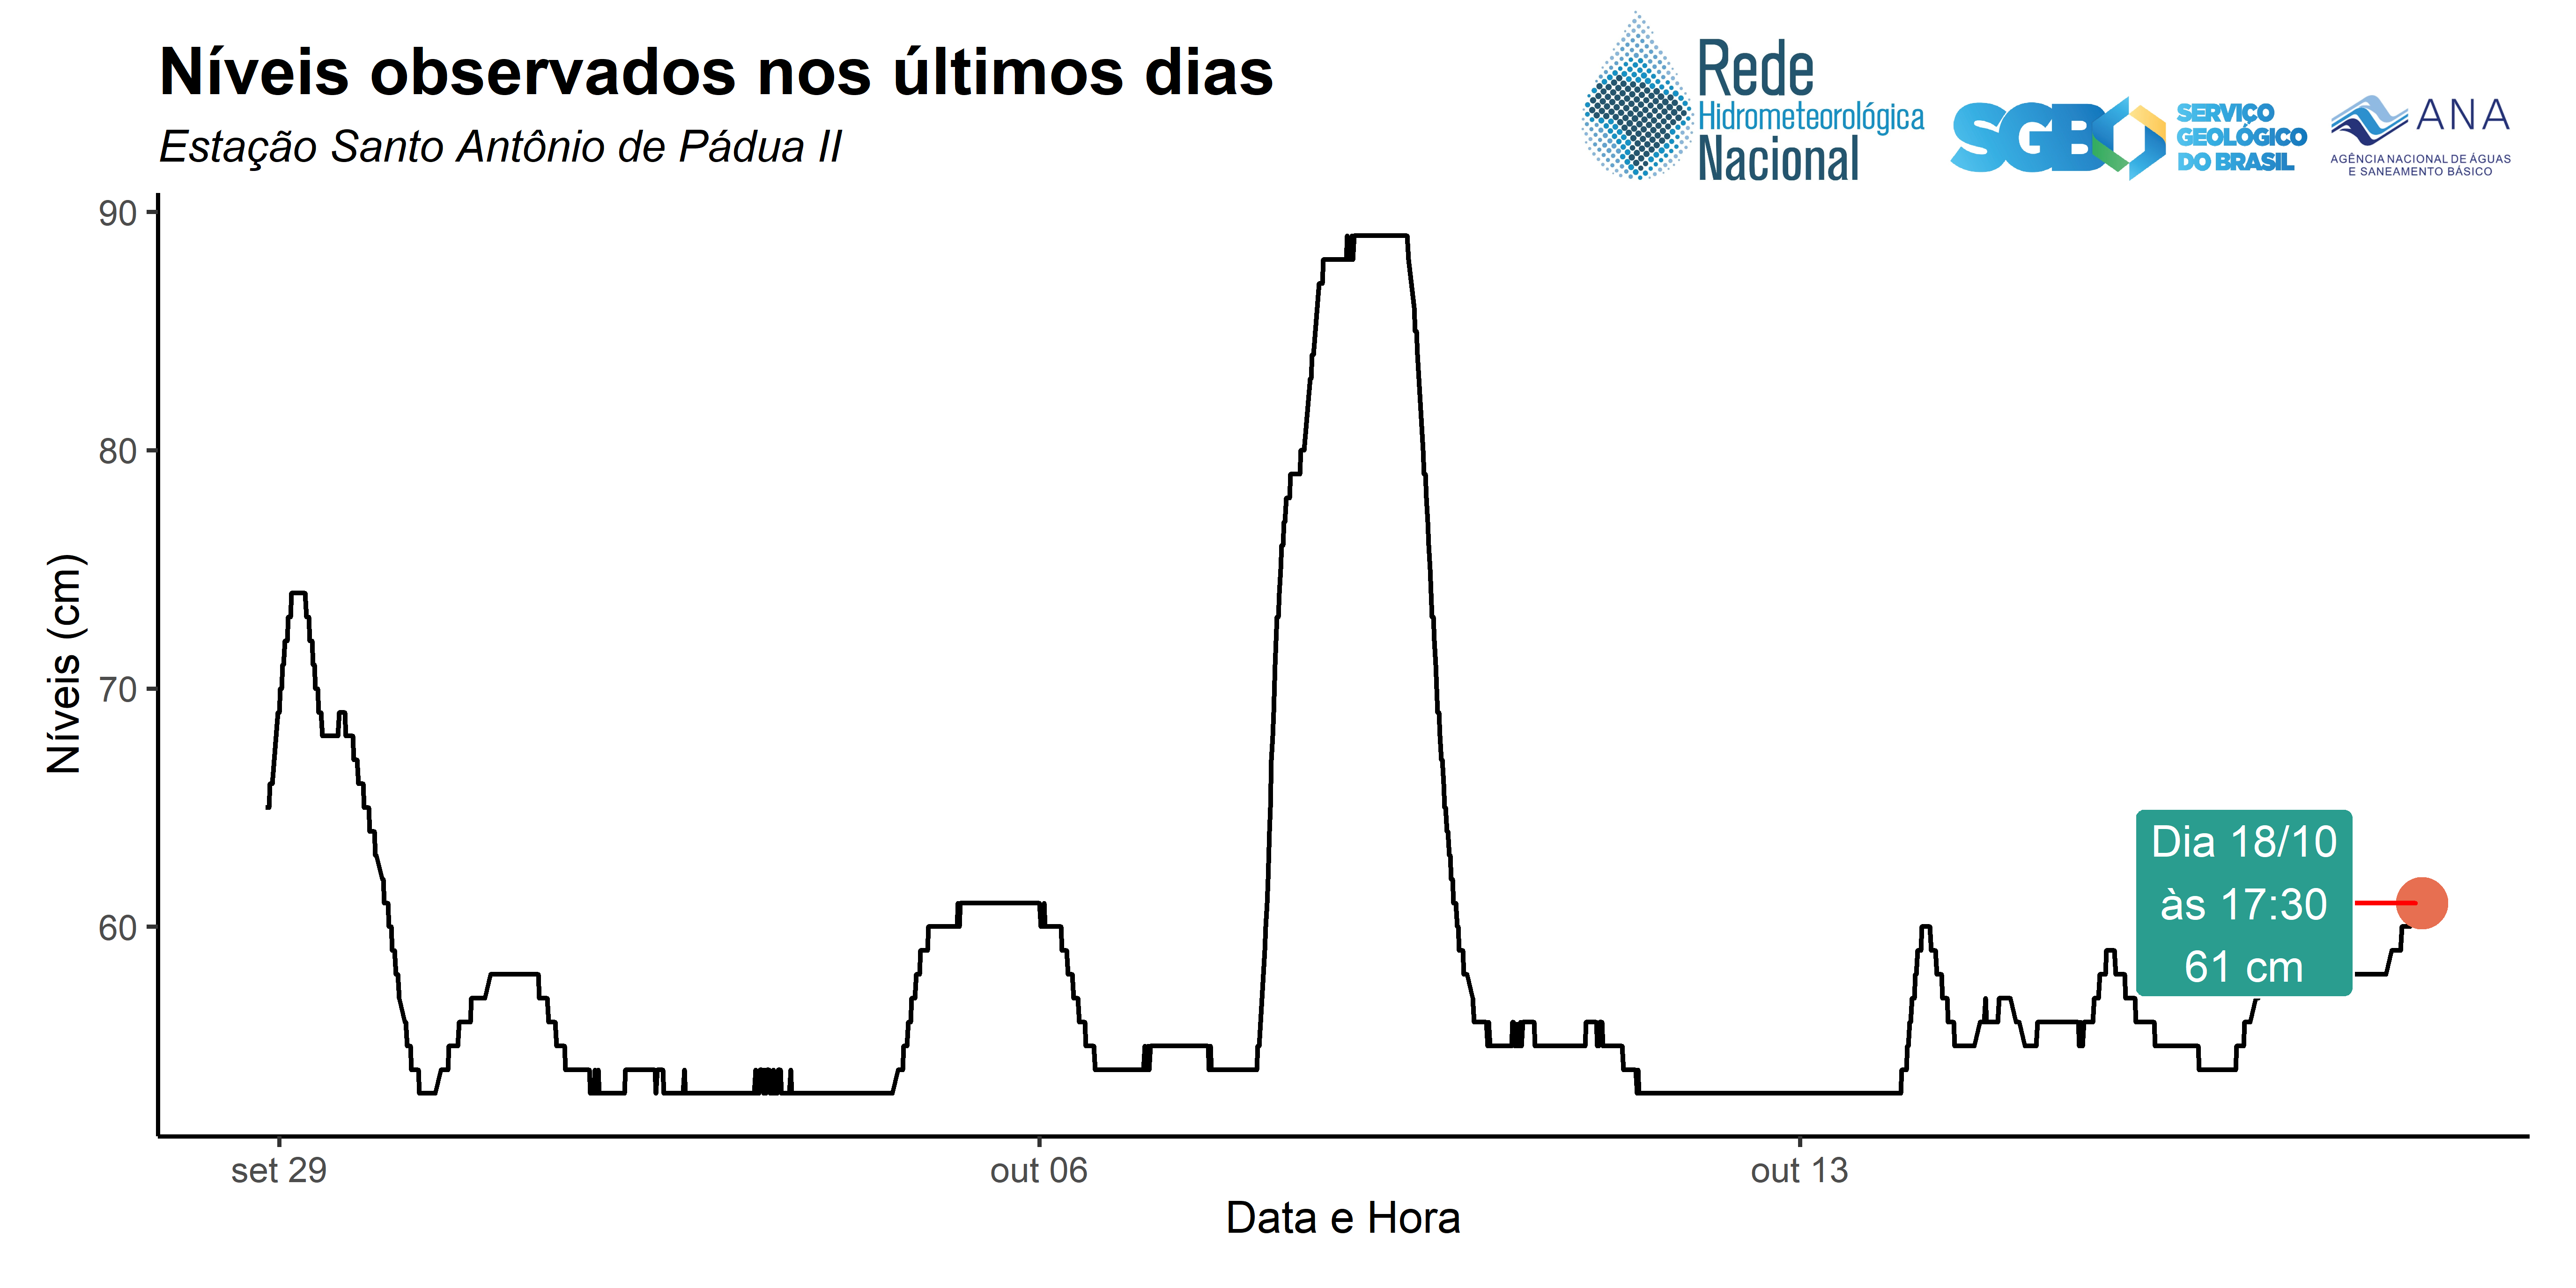 Níveis observados nos últimos dias
Estação Santo Antônio de Pádua II
Rede
Hidrometeorológica
Nacional
SGB
SERVIÇO
GEOLÓGICO
DO BRASIL
ANA
AGÊNCIA NACIONAL DE ÁGUAS
E SANEAMENTO BÁSICO
90
80
70
60
Níveis (cm)
Dia 18/10
às 17:30
61 cm
set 29
out 06
out 13
Data e Hora